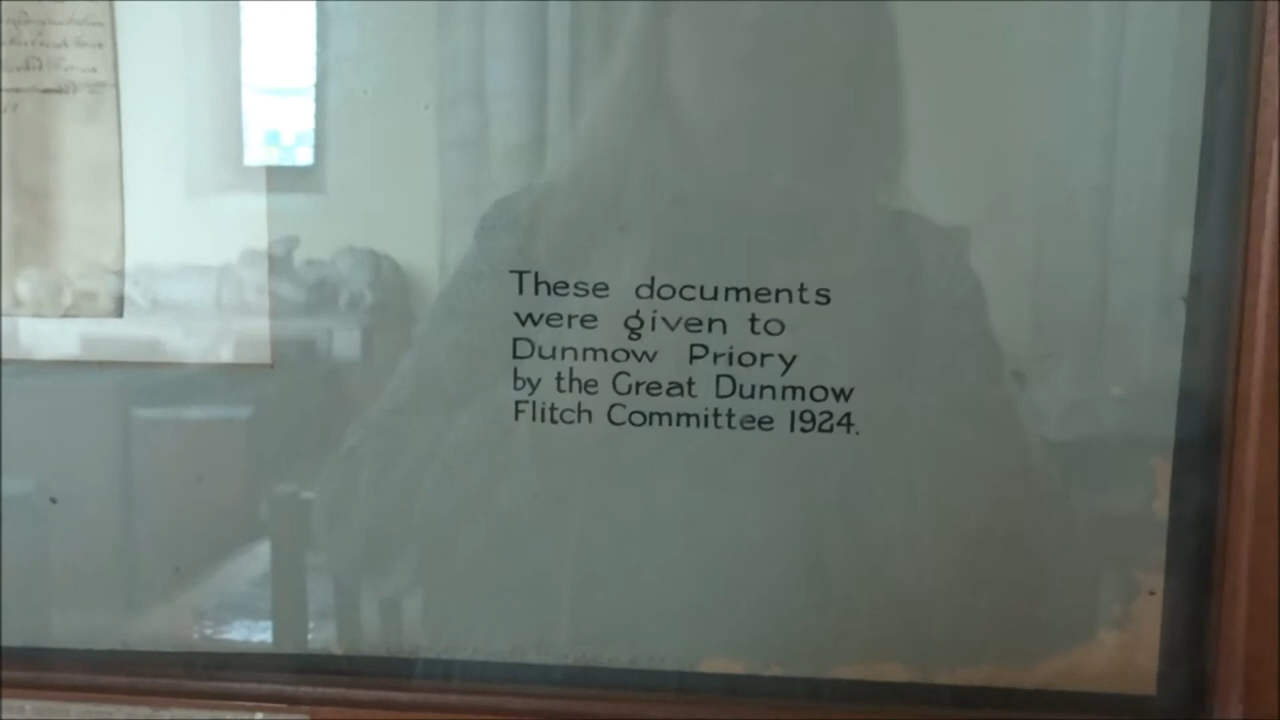 These documents
were given to
Dunmow Priory
by the Great Dunmow
Flitch Committee 1924.